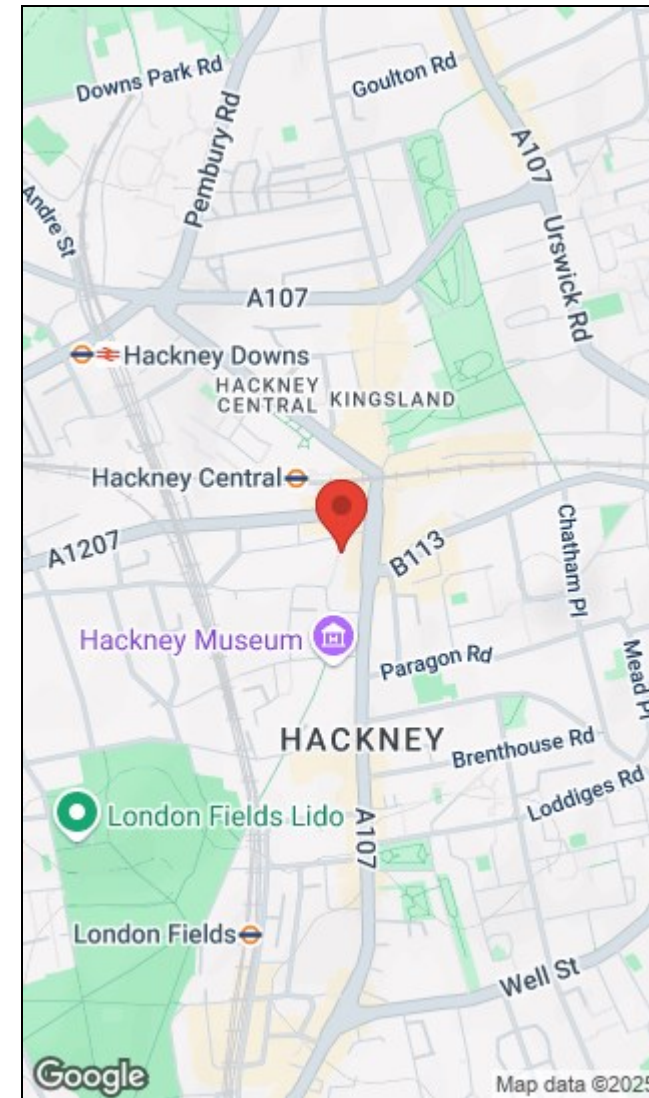 Downs Park Rd
Goulton Rd
Pembury Rd
A107
Andre St
Urswick Rd
A107
Hackney Downs
HACKNEY
CENTRAL
KINGSLAND
Hackney Central
A1207
B113
Chatham Pl
Hackney Museum
Paragon Rd
Mead Pl
HACKNEY
Brenthouse Rd
Loddiges Rd
London Fields Lido
A107
London Fields
Well St
Google
Map data ©2025